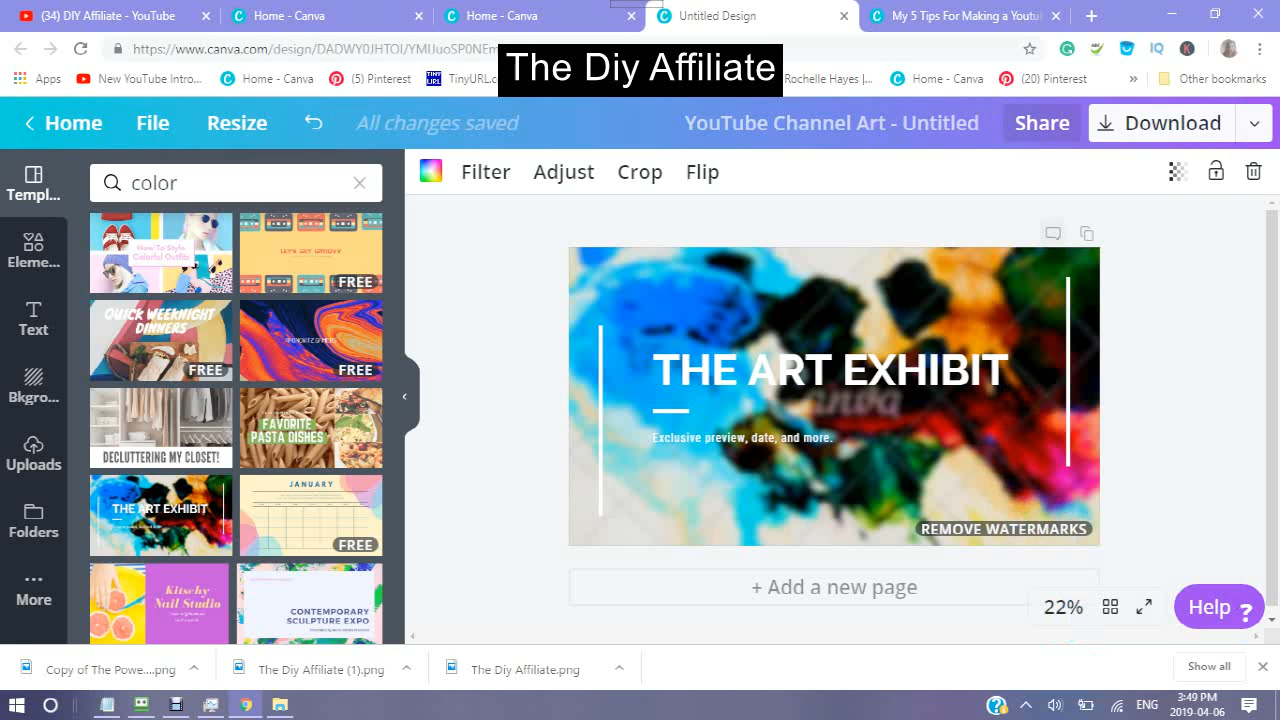 (34) DIY Affiliate - YouTube
Home - Canva
Home - Canva
Untitled Design
My 5 Tips For Making a Youtu
https://www.canva.com/design/DADWY0JHTOI/YMIJuoSP0NEm
The Diy Affiliate
Apps
New YouTube Intro...
Home - Canva
(5) Pinterest
TinyURL.c
Rochelle Hayes |...
Home - Canva
(20) Pinterest
Other bookmarks
Home
File
Resize
All changes saved
YouTube Channel Art - Untitled
Share
Download
Templ...
color
Filter
Adjust
Crop
Flip
Eleme...
Text
Bkgro...
Uploads
Folders
More
How To Style
Colorful Outfits
LET'S GET GROOVY
FREE
QUICK WEEKNIGHT
DINNERS
FREE
FREE
DECLUTTERING MY CLOSET!
FAVORITE
PASTA DISHES
THE ART EXHIBIT
JANUARY
FREE
Kitschy
Nail Studio
CONTEMPORARY
SCULPTURE EXPO
THE ART EXHIBIT
Canva
Exclusive preview, date, and more.
REMOVE WATERMARKS
+ Add a new page
22%
Help ?
Copy of The Powe....png
The Diy Affiliate (1).png
The Diy Affiliate.png
Show all
ENG
3:49 PM
2019-04-06